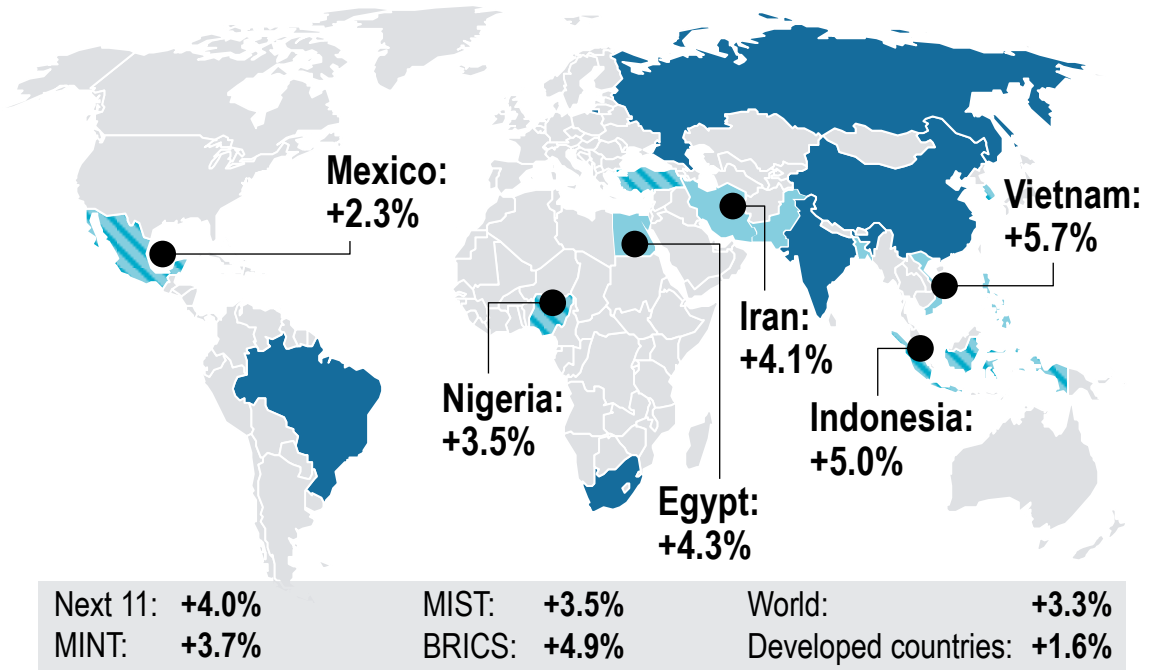 Mexico:
+2.3%
Vietnam:
+5.7%
Iran:
+4.1%
Nigeria:
+3.5%
Indonesia:
+5.0%
Egypt:
+4.3%
Next 11: +4.0%
MIST: +3.5%
World: +3.3%
MINT: +3.7%
BRICS: +4.9%
Developed countries: +1.6%